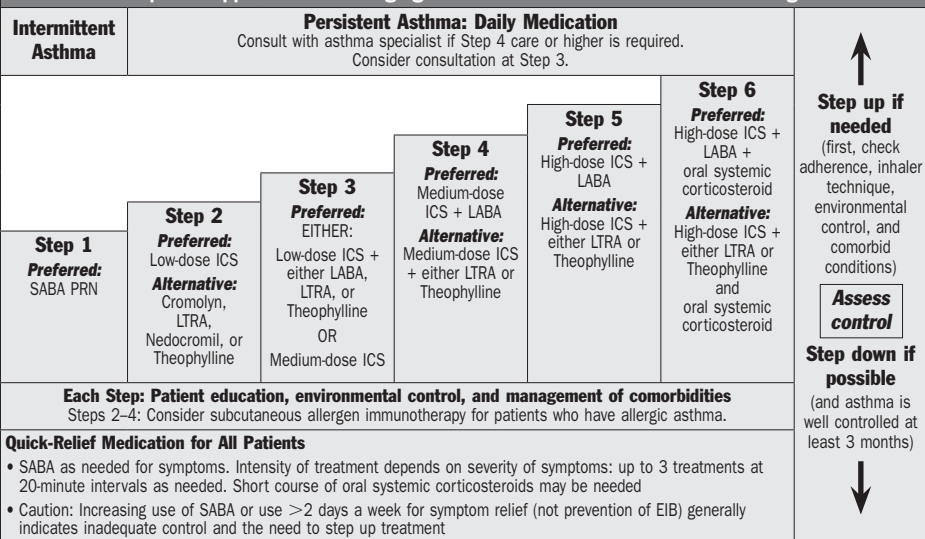 Intermittent
Asthma
Persistent Asthma: Daily Medication
Consult with asthma specialist if Step 4 care or higher is required.
Consider consultation at Step 3.
Step 1
Preferred:
SABA PRN
Step 2
Preferred:
Low-dose ICS
Alternative:
Cromolyn,
LTRA,
Nedocromil, or
Theophylline
Step 3
Preferred:
EITHER:
Low-dose ICS +
either LABA,
LTRA, or
Theophylline
OR
Medium-dose ICS
Step 4
Preferred:
Medium-dose
ICS + LABA
Alternative:
Medium-dose ICS
+ either LTRA or
Theophylline
Step 5
Preferred:
High-dose ICS +
LABA
Alternative:
High-dose ICS +
either LTRA or
Theophylline
Step 6
Preferred:
High-dose ICS +
LABA +
oral systemic
corticosteroid
Alternative:
High-dose ICS +
either LTRA or
Theophylline
and
oral systemic
corticosteroid
Each Step: Patient education, environmental control, and management of comorbidities
Steps 2–4: Consider subcutaneous allergen immunotherapy for patients who have allergic asthma.
Quick-Relief Medication for All Patients
• SABA as needed for symptoms. Intensity of treatment depends on severity of symptoms: up to 3 treatments at
20-minute intervals as needed. Short course of oral systemic corticosteroids may be needed
• Caution: Increasing use of SABA or use >2 days a week for symptom relief (not prevention of EIB) generally
indicates inadequate control and the need to step up treatment
Step up if
needed
(first, check
adherence, inhaler
technique,
environmental
control, and
comorbid
conditions)
Assess
control
Step down if
possible
(and asthma is
well controlled at
least 3 months)